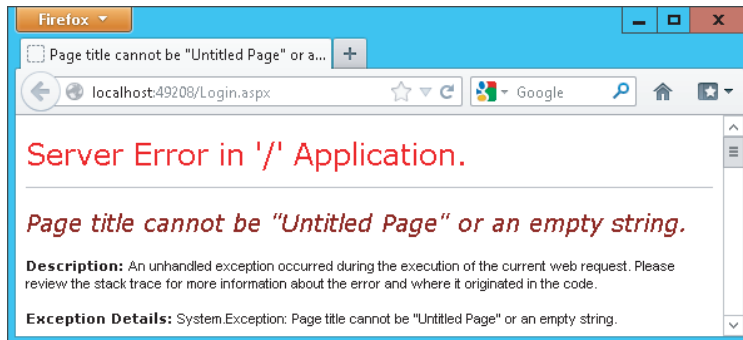 Firefox
Page title cannot be "Untitled Page" or a...
localhost:49208/Login.aspx
Google
Server Error in '/' Application.
Page title cannot be "Untitled Page" or an empty string.
Description: An unhandled exception occurred during the execution of the current web request. Please
review the stack trace for more information about the error and where it originated in the code.
Exception Details: System.Exception: Page title cannot be "Untitled Page" or an empty string.